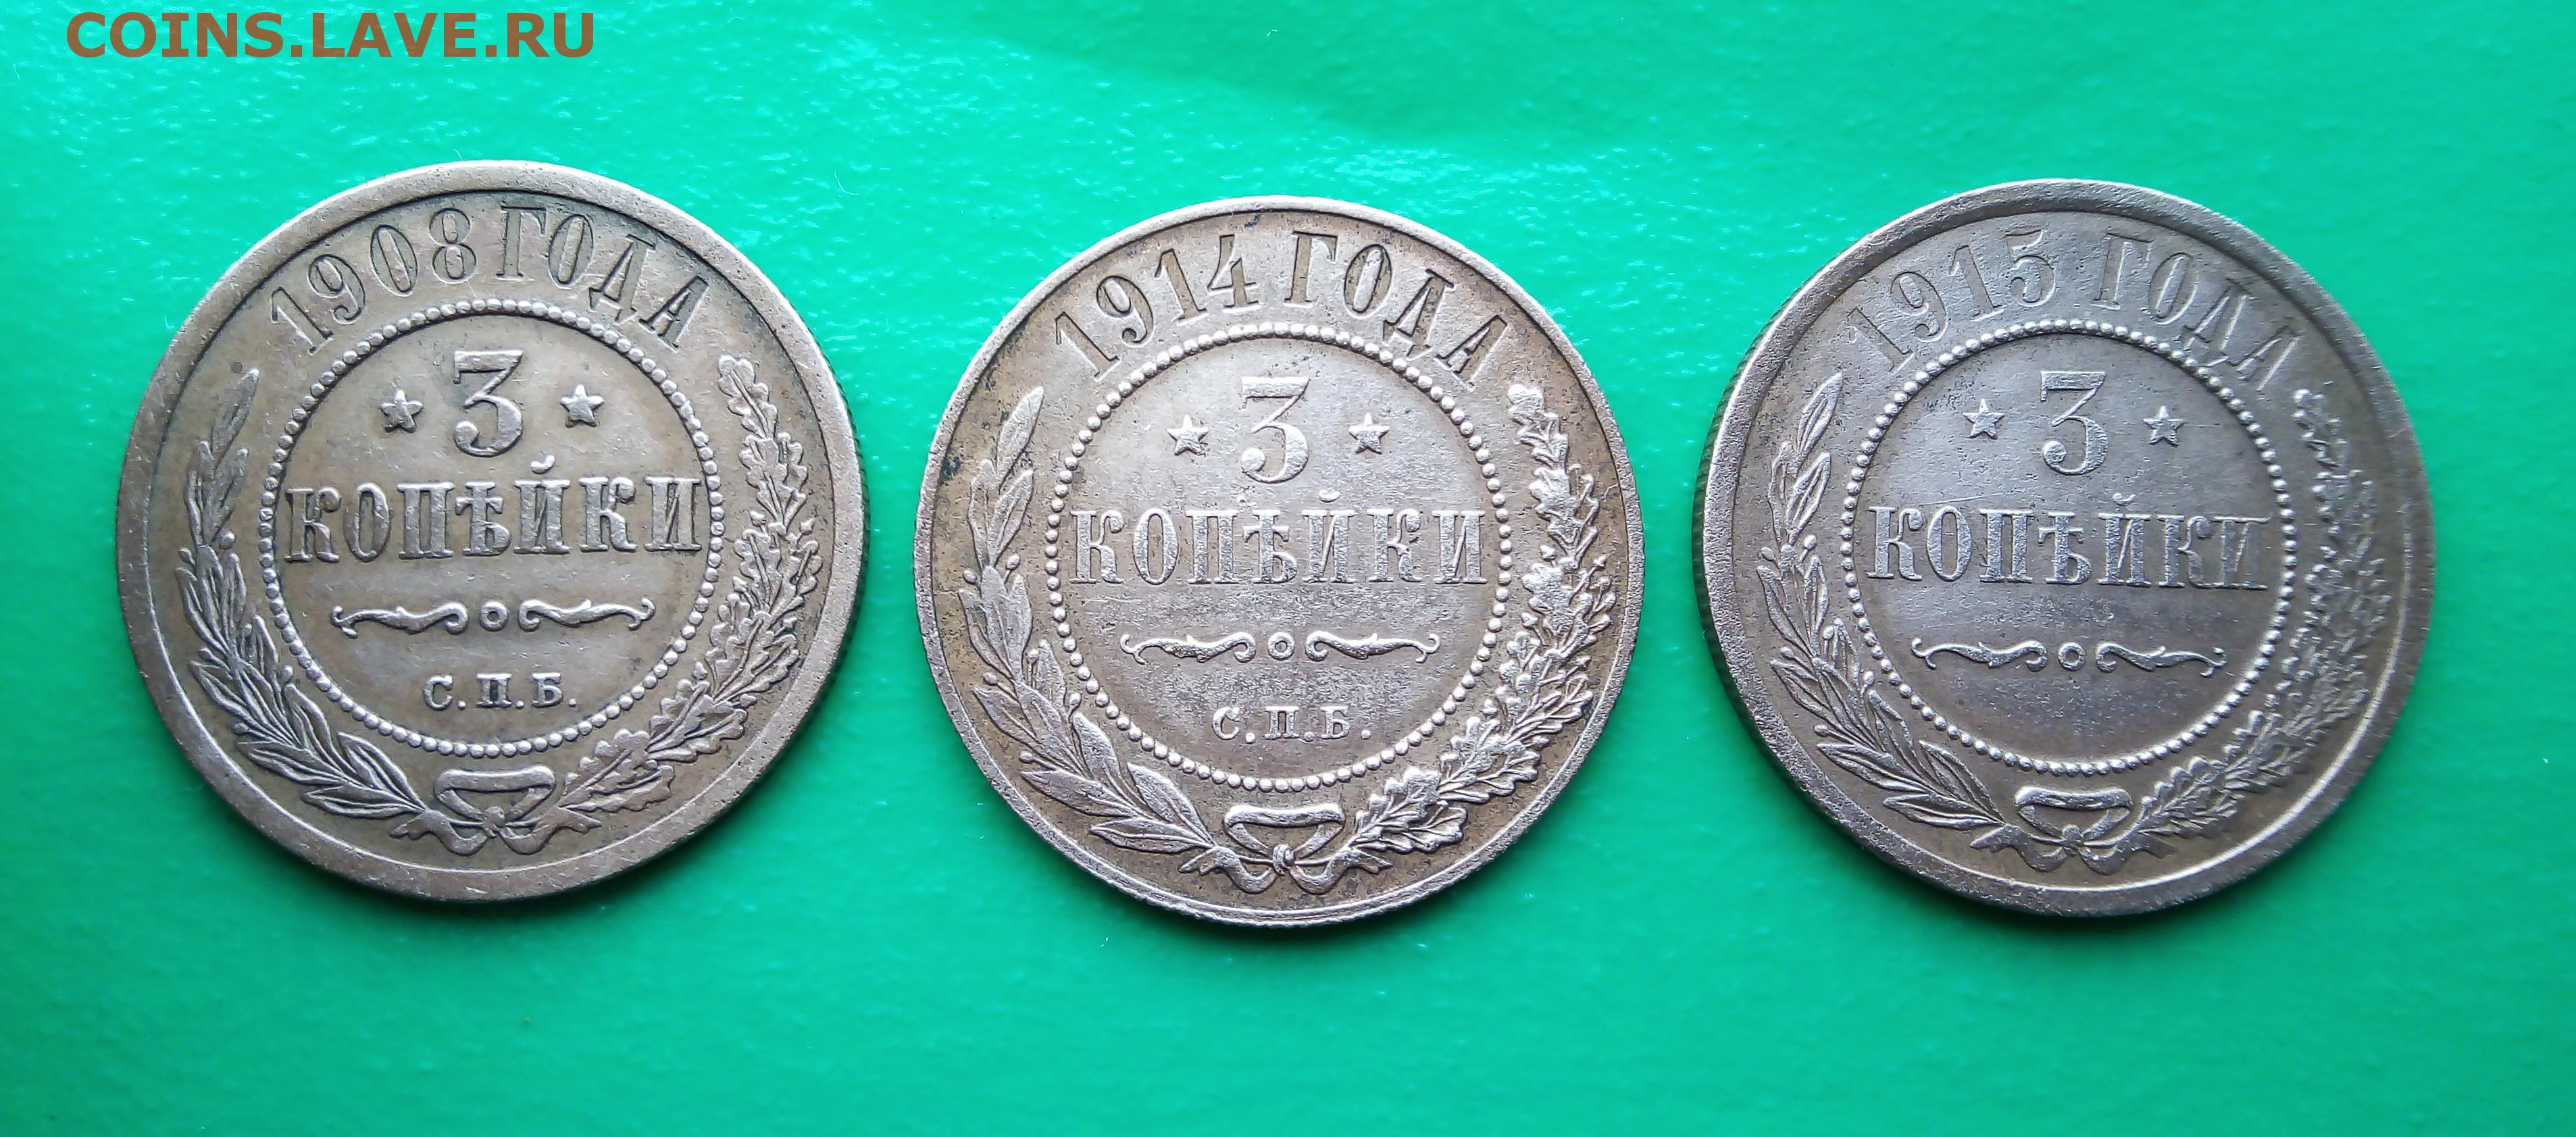 COINS.LAVE.RU
1908 ГОДА
3
КОПѢЙКИ
С.П.Б.
1914 ГОДА
3
КОПѢЙКИ
С.П.Б.
1915 ГОДА
3
КОПѢЙКИ